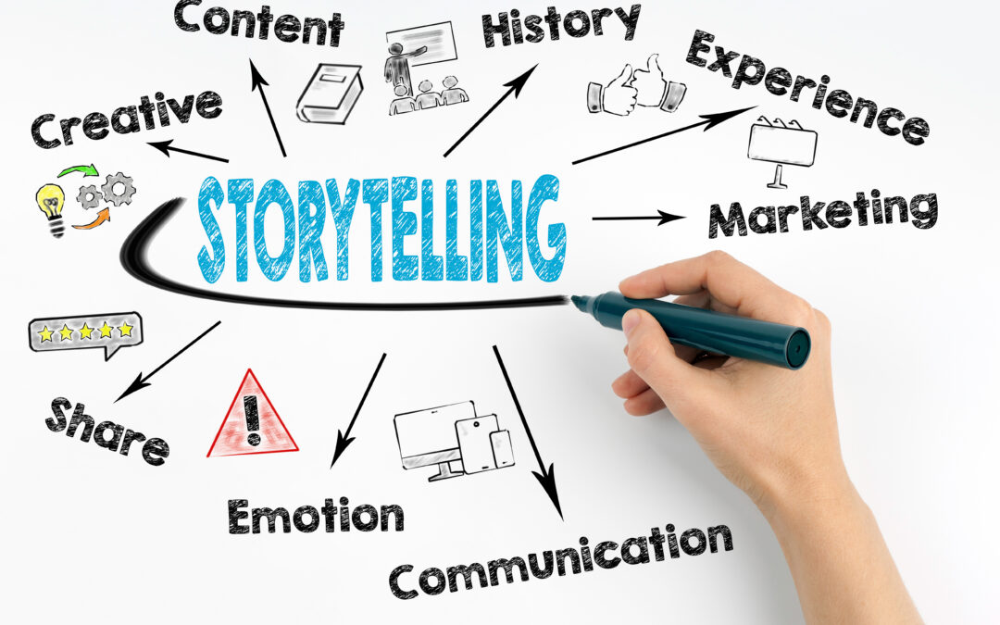 Content
History
Experience
Creative
STORYTELLING
Marketing
Share
Emotion
Communication